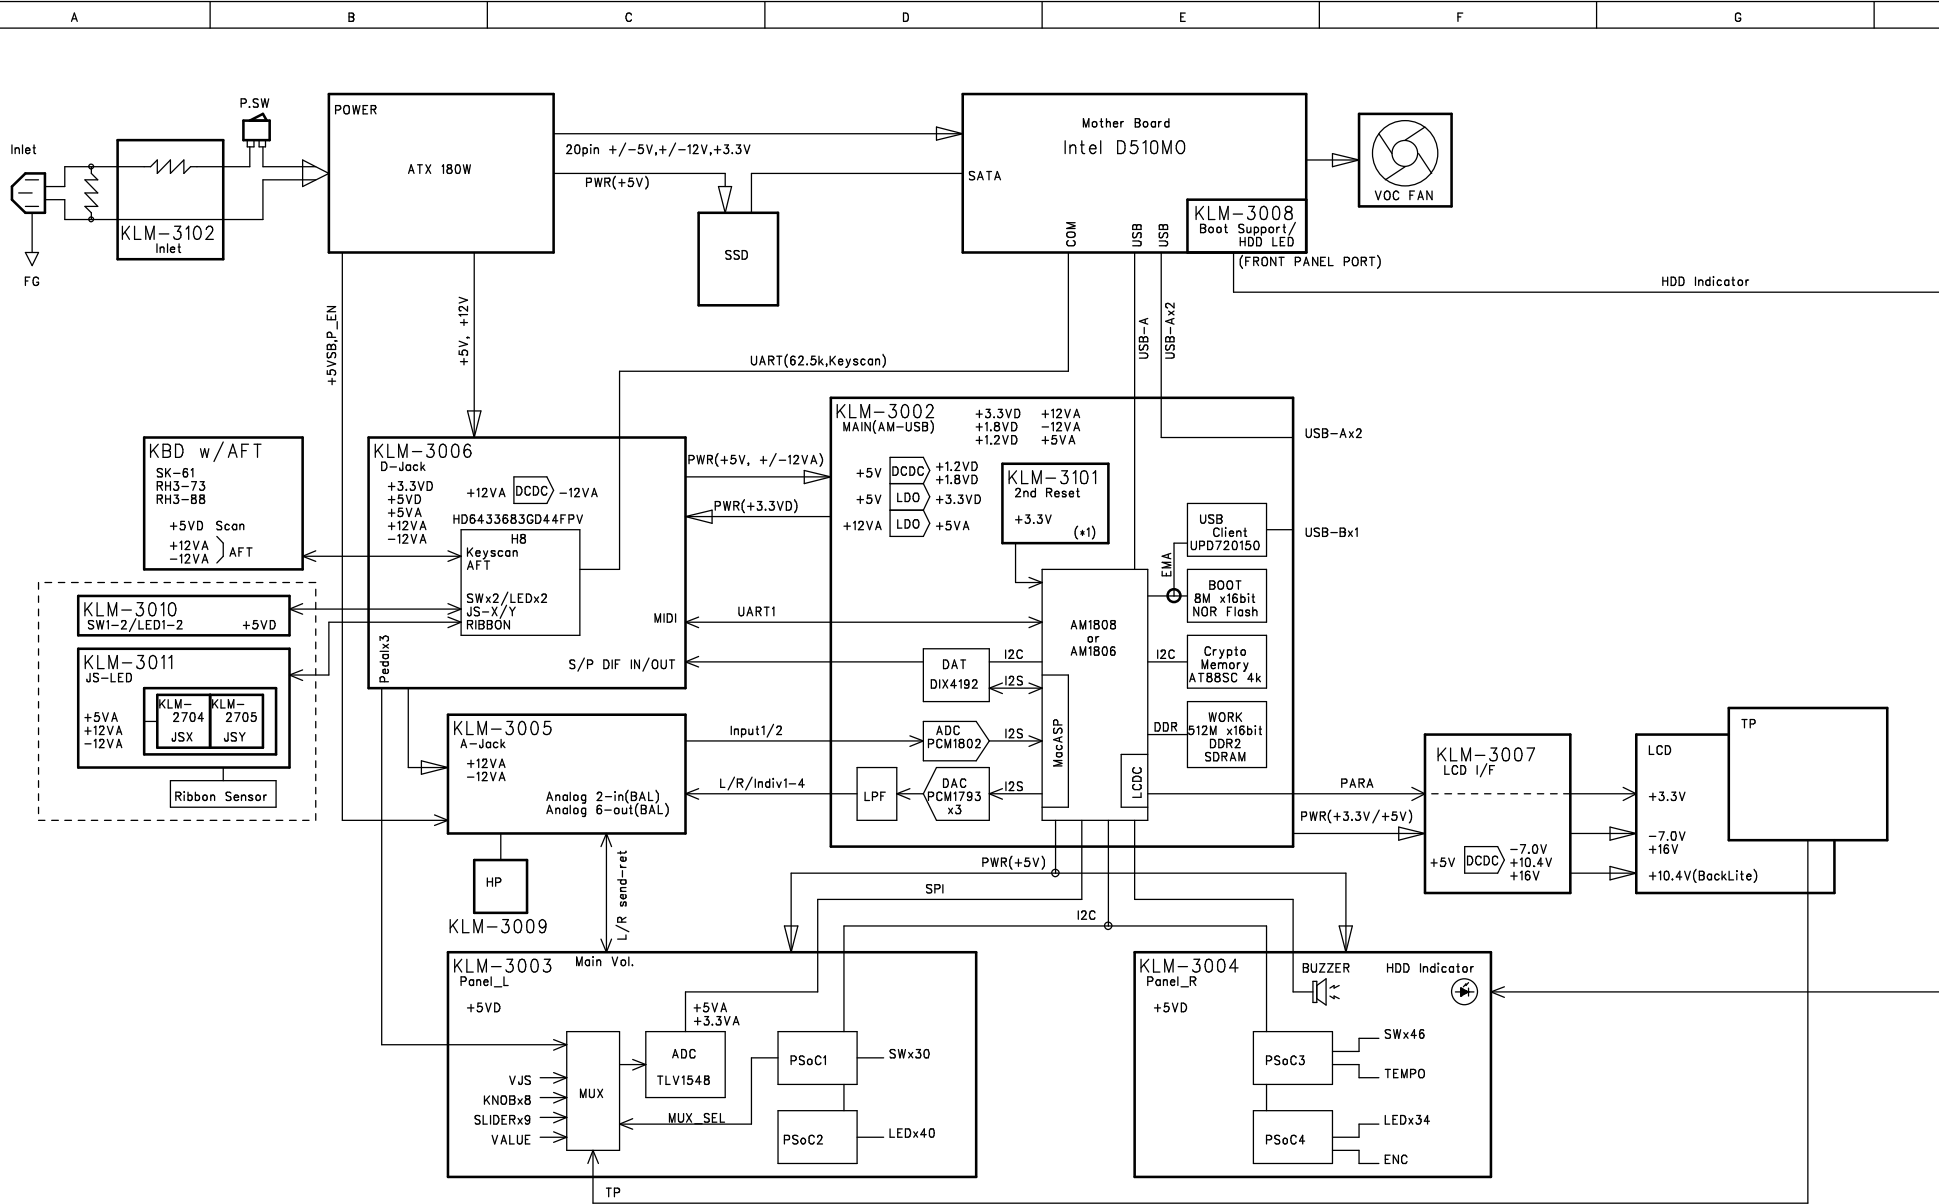 A B C D E F G
Inlet
FG
KLM-3102
Inlet
P.SW
POWER
ATX 180W
20pin +/-5V,+/-12V,+3.3V
PWR(+5V)
SSD
Mother Board
Intel D510MO
SATA
COM
USB
USB
KLM-3008
Boot Support/
HDD LED
(FRONT PANEL PORT)
VOC FAN
HDD Indicator
+5VSB,P_EN
+5V, +12V
UART(62.5k,Keyscan)
USB-A
USB-Ax2
KBD w/AFT
SK-61
RH3-73
RH3-88
+5VD Scan
+12VA
-12VA
AFT
KLM-3010
SW1-2/LED1-2
+5VD
KLM-3011
JS-LED
+5VA
+12VA
-12VA
KLM-
2704
JSX
KLM-
2705
JSY
Ribbon Sensor
KLM-3006
D-Jack
+3.3VD
+5VD
+5VA
+12VA
-12VA
+12VA DCDC -12VA
HD6433683GD44FPV
H8
Keyscan
AFT
SWx2/LEDx2
JS-X/Y
RIBBON
MIDI
S/P DIF IN/OUT
Pedalx3
PWR(+5V, +/-12VA)
PWR(+3.3VD)
UART1
KLM-3005
A-Jack
+12VA
-12VA
Analog 2-in(BAL)
Analog 6-out(BAL)
Input1/2
L/R/Indiv1-4
HP
KLM-3009
L/R send-ret
KLM-3002
MAIN(AM-USB)
+3.3VD +12VA
+1.8VD -12VA
+1.2VD +5VA
+5V DCDC +1.2VD
+1.8VD
+5V LDO +3.3VD
+12VA LDO +5VA
KLM-3101
2nd Reset
+3.3V
(*1)
USB
Client
UPD720150
EMA
BOOT
8M x16bit
NOR Flash
AM1808
or
AM1806
I2C
Crypto
Memory
AT88SC 4k
DDR
WORK
512M x16bit
DDR2
SDRAM
MacASP
LCDC
DAT
DIX4192
I2C
I2S
ADC
PCM1802
I2S
LPF
DAC
PCM1793
x3
I2S
USB-Ax2
USB-Bx1
PARA
PWR(+3.3V/+5V)
KLM-3007
LCD I/F
+5V DCDC -7.0V
+10.4V
+16V
LCD
+3.3V
-7.0V
+16V
+10.4V(BackLite)
TP
PWR(+5V)
SPI
I2C
KLM-3003
Panel_L
Main Vol.
+5VD
+5VA
+3.3VA
ADC
TLV1548
MUX
VJS
KNOBx8
SLIDERx9
VALUE
MUX_SEL
PSoC1
SWx30
PSoC2
LEDx40
TP
KLM-3004
Panel_R
+5VD
BUZZER
HDD Indicator
PSoC3
SWx46
TEMPO
PSoC4
LEDx34
ENC